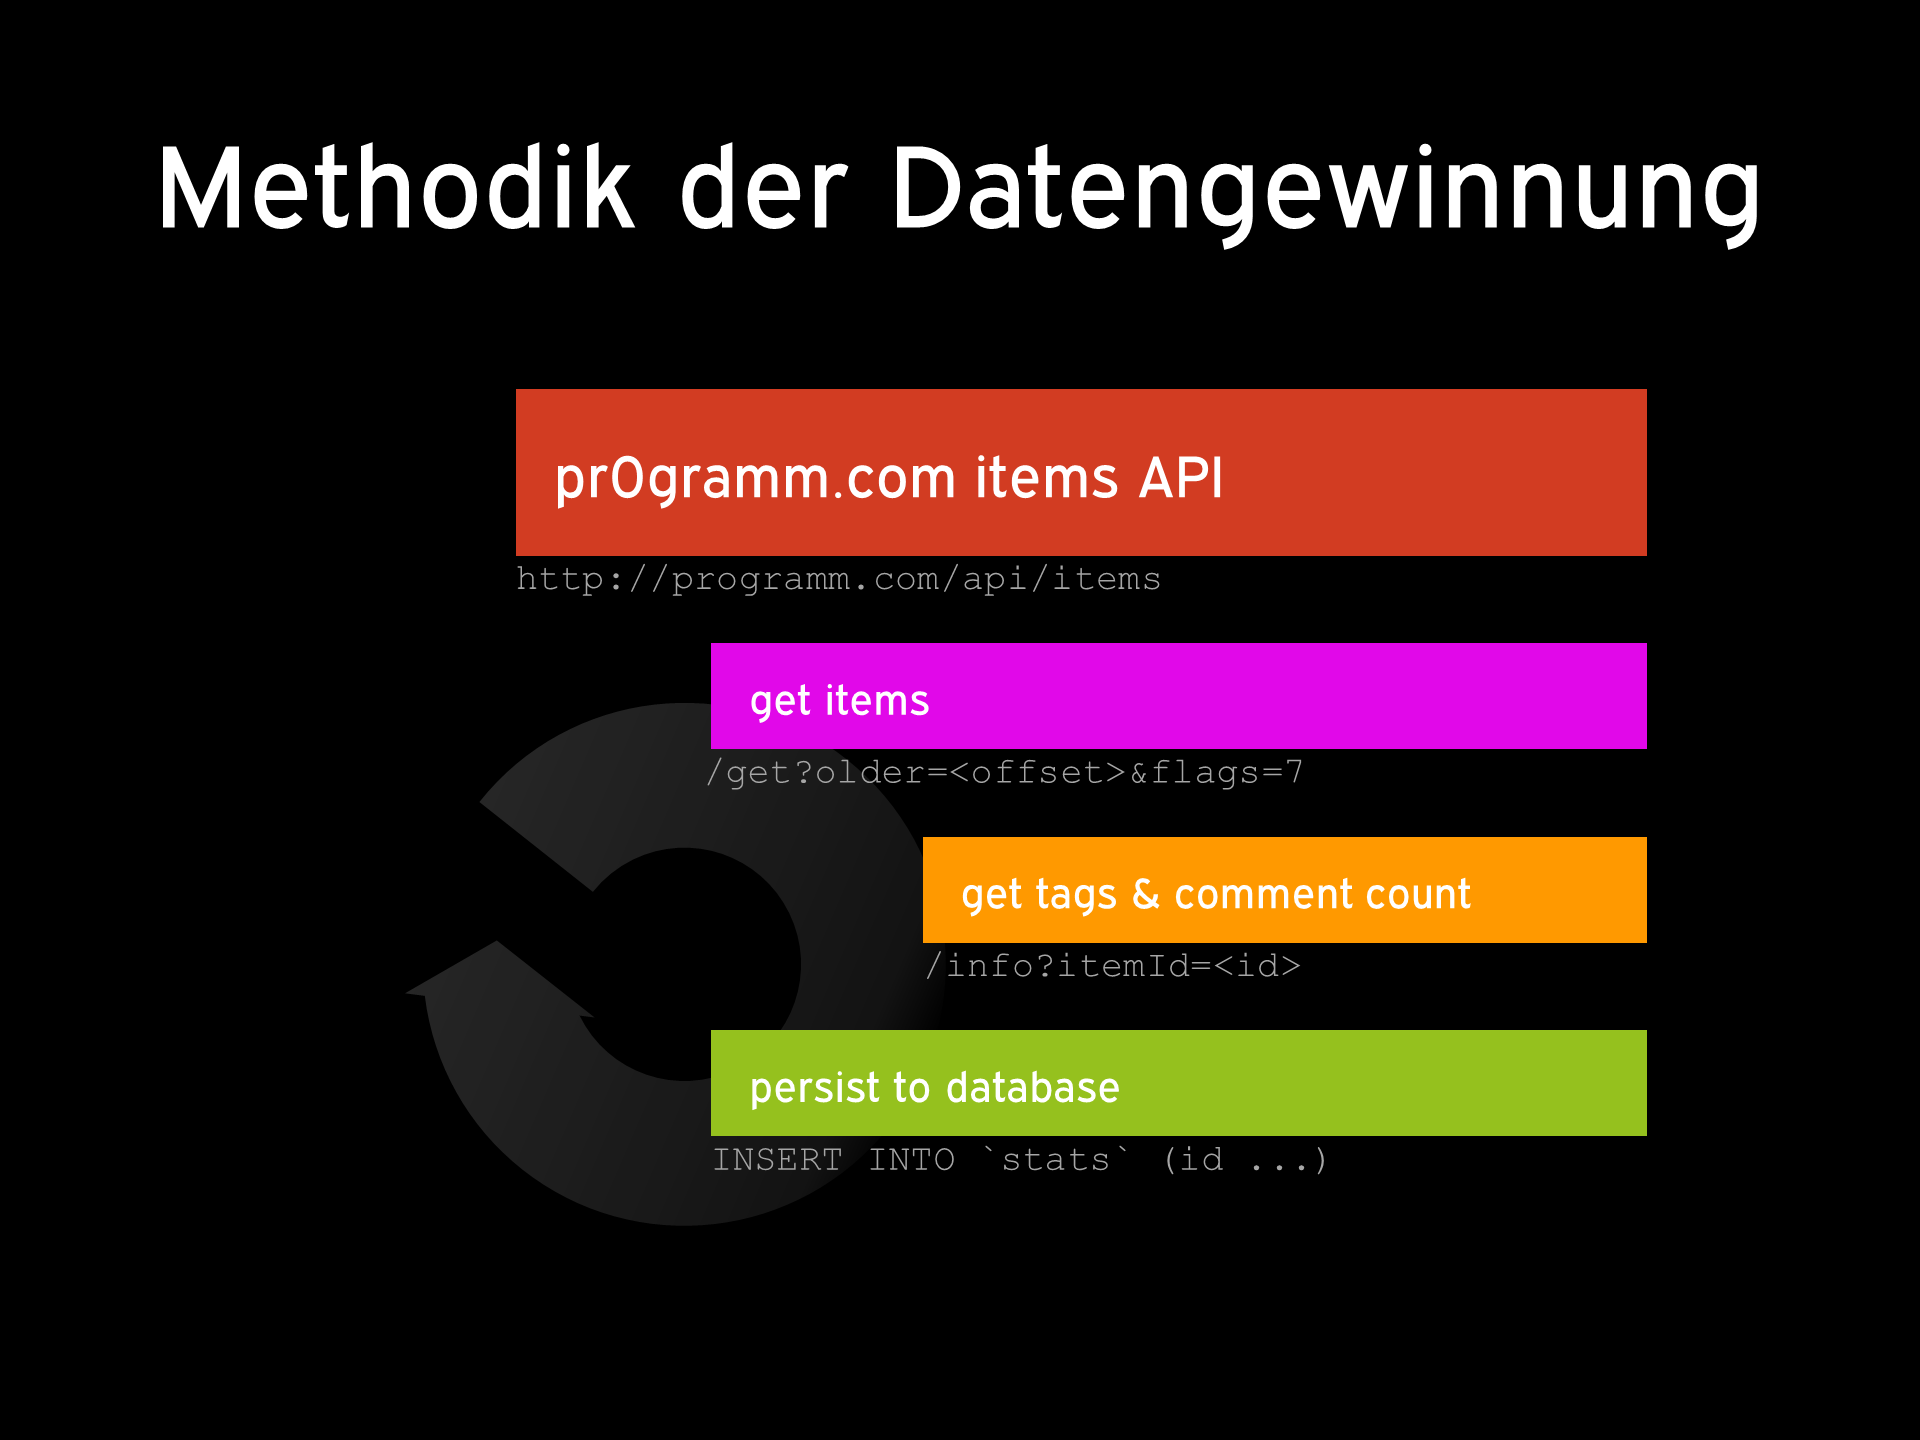 Methodik der Datengewinnung
pr0gramm.com items API
http://programm.com/api/items
get items
/get?older=<offset>&flags=7
get tags & comment count
/info?itemId=<id>
persist to database
INSERT INTO `stats` (id ...)